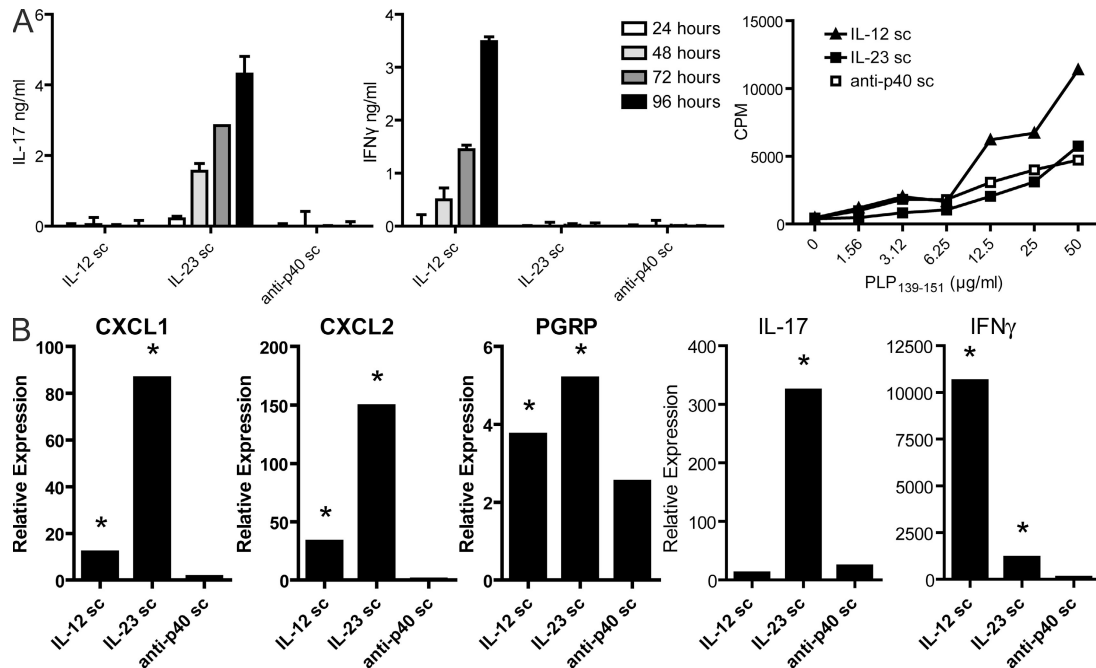 A
IL-17 ng/ml
6
4
2
0
IL-12 sc
IL-23 sc
anti-p40 sc
IFNγ ng/ml
4
3
2
1
0
IL-12 sc
IL-23 sc
anti-p40 sc
24 hours
48 hours
72 hours
96 hours
CPM
15000
10000
5000
0
IL-12 sc
IL-23 sc
anti-p40 sc
0
1.56
3.12
6.25
12.5
25
50
PLP139-151 (µg/ml)
B
CXCL1
Relative Expression
100
80
60
40
20
0
*
*
IL-12 sc
IL-23 sc
anti-p40 sc
CXCL2
Relative Expression
200
150
100
50
0
*
*
IL-12 sc
IL-23 sc
anti-p40 sc
PGRP
Relative Expression
6
4
2
0
*
*
IL-12 sc
IL-23 sc
anti-p40 sc
IL-17
Relative Expression
400
300
200
100
0
*
IL-12 sc
IL-23 sc
anti-p40 sc
IFNγ
12500
10000
7500
5000
2500
0
*
*
IL-12 sc
IL-23 sc
anti-p40 sc